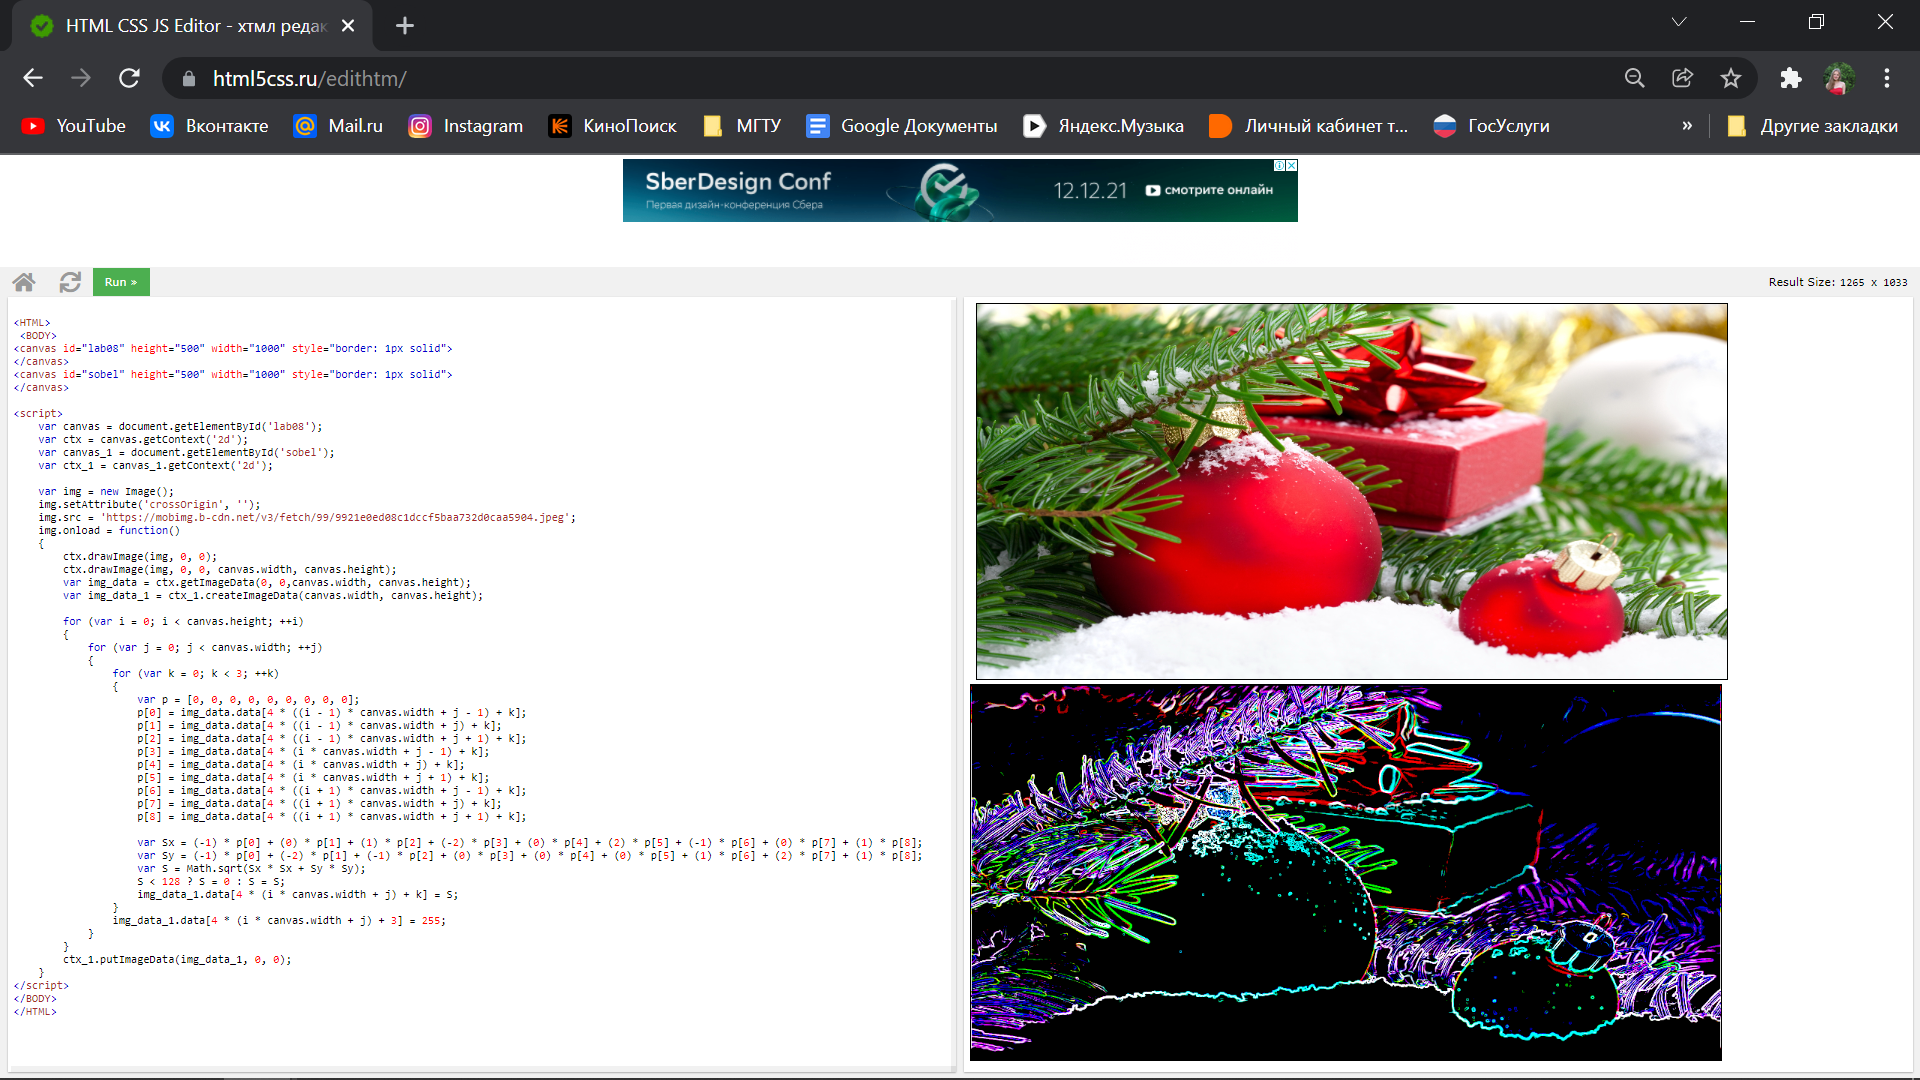 HTML CSS JS Editor - хтмл редак
html5css.ru/edithtm/
YouTube Вконтакте Mail.ru Instagram КиноПоиск МГТУ Google Документы Яндекс.Музыка Личный кабинет т... ГосУслуги » Другие закладки
SberDesign Conf
Первая дизайн-конференция Сбера
12.12.21 смотрите онлайн
Run »
Result Size: 1265 x 1033
<HTML>
<BODY>
<canvas id="lab08" height="500" width="1000" style="border: 1px solid">
</canvas>
<canvas id="sobel" height="500" width="1000" style="border: 1px solid">
</canvas>
<script>
var canvas = document.getElementById('lab08');
var ctx = canvas.getContext('2d');
var canvas_1 = document.getElementById('sobel');
var ctx_1 = canvas_1.getContext('2d');
var img = new Image();
img.setAttribute('crossOrigin', '');
img.src = 'https://mobimg.b-cdn.net/v3/fetch/99/9921e0ed08c1dccf5baa732d0caa5904.jpeg';
img.onload = function()
{
ctx.drawImage(img, 0, 0);
ctx.drawImage(img, 0, 0, canvas.width, canvas.height);
var img_data = ctx.getImageData(0, 0,canvas.width, canvas.height);
var img_data_1 = ctx_1.createImageData(canvas.width, canvas.height);
for (var i = 0; i < canvas.height; ++i)
{
for (var j = 0; j < canvas.width; ++j)
{
for (var k = 0; k < 3; ++k)
{
var p = [0, 0, 0, 0, 0, 0, 0, 0, 0];
p[0] = img_data.data[4 * ((i - 1) * canvas.width + j - 1) + k];
p[1] = img_data.data[4 * ((i - 1) * canvas.width + j) + k];
p[2] = img_data.data[4 * ((i - 1) * canvas.width + j + 1) + k];
p[3] = img_data.data[4 * (i * canvas.width + j - 1) + k];
p[4] = img_data.data[4 * (i * canvas.width + j) + k];
p[5] = img_data.data[4 * (i * canvas.width + j + 1) + k];
p[6] = img_data.data[4 * ((i + 1) * canvas.width + j - 1) + k];
p[7] = img_data.data[4 * ((i + 1) * canvas.width + j) + k];
p[8] = img_data.data[4 * ((i + 1) * canvas.width + j + 1) + k];
var Sx = (-1) * p[0] + (0) * p[1] + (1) * p[2] + (-2) * p[3] + (0) * p[4] + (2) * p[5] + (-1) * p[6] + (0) * p[7] + (1) * p[8];
var Sy = (-1) * p[0] + (-2) * p[1] + (-1) * p[2] + (0) * p[3] + (0) * p[4] + (0) * p[5] + (1) * p[6] + (2) * p[7] + (1) * p[8];
var S = Math.sqrt(Sx * Sx + Sy * Sy);
S < 128 ? S = 0 : S = S;
img_data_1.data[4 * (i * canvas.width + j) + k] = S;
}
img_data_1.data[4 * (i * canvas.width + j) + 3] = 255;
}
}
ctx_1.putImageData(img_data_1, 0, 0);
}
</script>
</BODY>
</HTML>